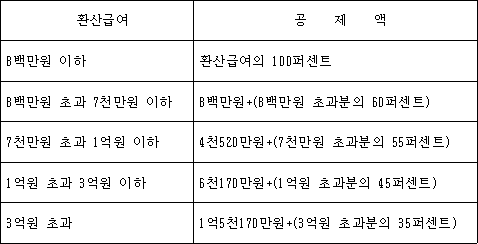 환산급여 공 제 액
8백만원 이하 환산급여의 100퍼센트
8백만원 초과 7천만원 이하 8백만원+(8백만원 초과분의 60퍼센트)
7천만원 초과 1억원 이하 4천520만원+(7천만원 초과분의 55퍼센트)
1억원 초과 3억원 이하 6천170만원+(1억원 초과분의 45퍼센트)
3억원 초과 1억5천170만원+(3억원 초과분의 35퍼센트)